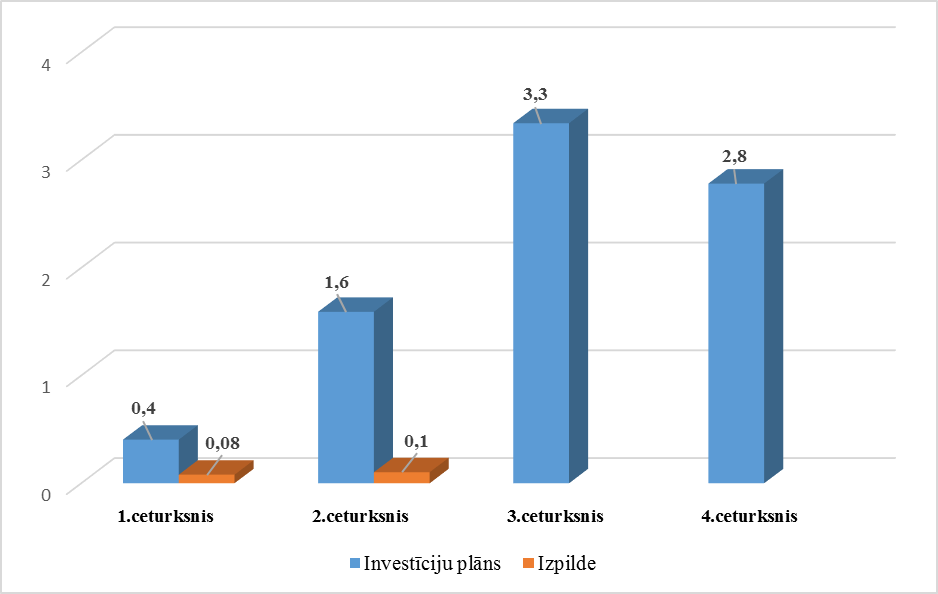 4
3,3
3
2,8
2
1,6
1
0,4
0,08
0,1
0
1.ceturksnis
2.ceturksnis
3.ceturksnis
4.ceturksnis
Investīciju plāns
Izpilde